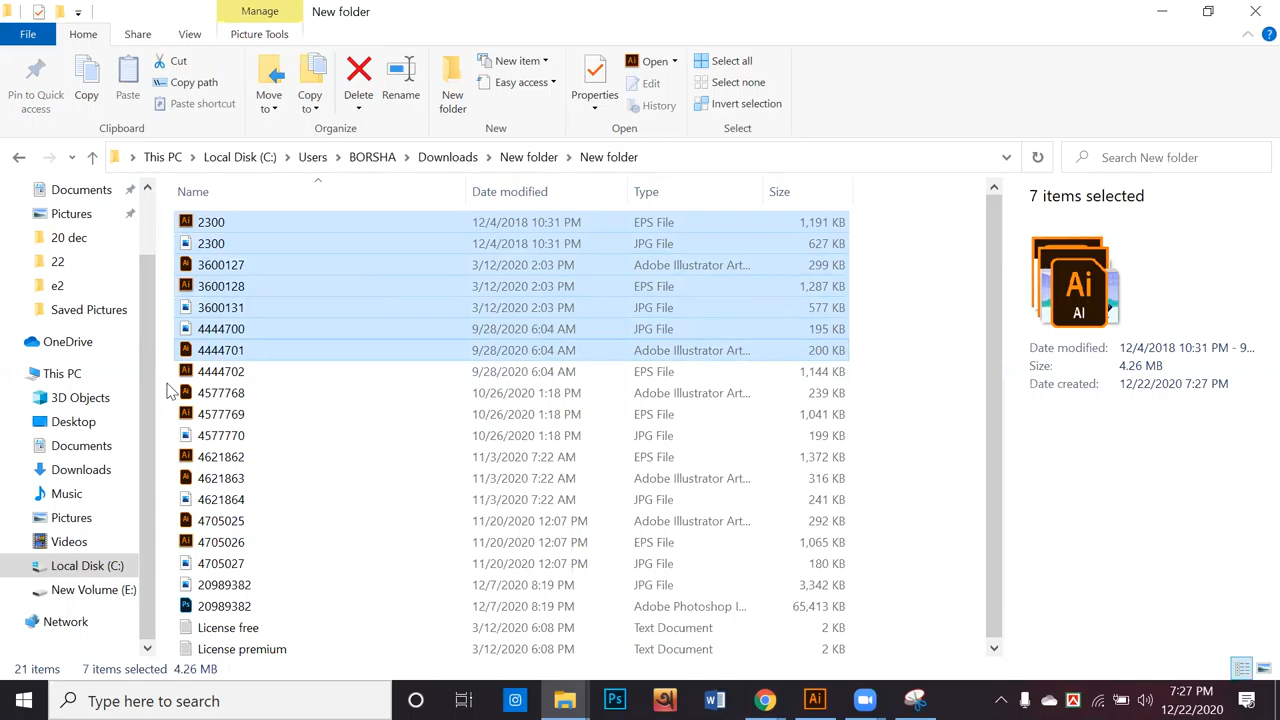 Manage
New folder
File
Home
Share
View
Picture Tools
Pin to Quick access
Copy
Paste
Cut
Copy path
Paste shortcut
Clipboard
Move to
Copy to
Delete
Rename
Organize
New folder
New item
Easy access
New
Properties
Open
Edit
History
Open
Select all
Select none
Invert selection
Select
This PC > Local Disk (C:) > Users > BORSHA > Downloads > New folder > New folder
Search New folder
Documents
Pictures
20 dec
22
e2
Saved Pictures
OneDrive
This PC
3D Objects
Desktop
Documents
Downloads
Music
Pictures
Videos
Local Disk (C:)
New Volume (E:)
Network
Name Date modified Type Size
2300 12/4/2018 10:31 PM EPS File 1,191 KB
2300 12/4/2018 10:31 PM JPG File 627 KB
3600127 3/12/2020 2:03 PM Adobe Illustrator Art... 299 KB
3600128 3/12/2020 2:03 PM EPS File 1,287 KB
3600131 3/12/2020 2:03 PM JPG File 577 KB
4444700 9/28/2020 6:04 AM JPG File 195 KB
4444701 9/28/2020 6:04 AM Adobe Illustrator Art... 200 KB
4444702 9/28/2020 6:04 AM EPS File 1,144 KB
4577768 10/26/2020 1:18 PM Adobe Illustrator Art... 239 KB
4577769 10/26/2020 1:18 PM EPS File 1,041 KB
4577770 10/26/2020 1:18 PM JPG File 199 KB
4621862 11/3/2020 7:22 AM EPS File 1,372 KB
4621863 11/3/2020 7:22 AM Adobe Illustrator Art... 316 KB
4621864 11/3/2020 7:22 AM JPG File 241 KB
4705025 11/20/2020 12:07 PM Adobe Illustrator Art... 292 KB
4705026 11/20/2020 12:07 PM EPS File 1,065 KB
4705027 11/20/2020 12:07 PM JPG File 180 KB
20989382 12/7/2020 8:19 PM JPG File 3,342 KB
20989382 12/7/2020 8:19 PM Adobe Photoshop I... 65,413 KB
License free 3/12/2020 6:08 PM Text Document 2 KB
License premium 3/12/2020 6:08 PM Text Document 2 KB
7 items selected
Ai
AI
Date modified: 12/4/2018 10:31 PM - 9...
Size: 4.26 MB
Date created: 12/22/2020 7:27 PM
21 items 7 items selected 4.26 MB
Type here to search
Ps
Ai
7:27 PM
12/22/2020